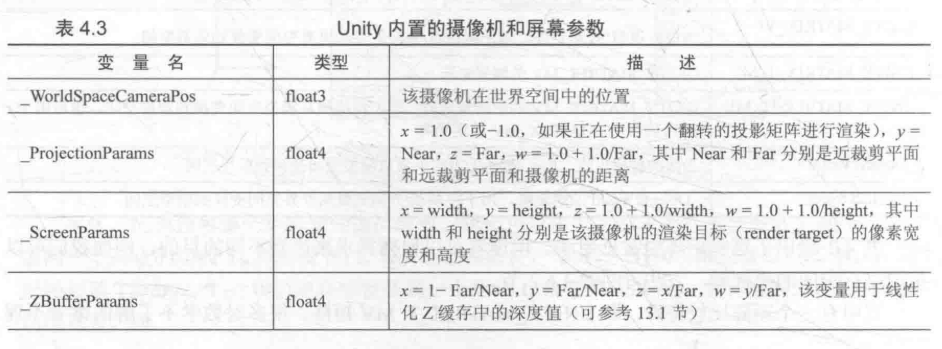 表 4.3 Unity 内置的摄像机和屏幕参数
变 量 名 类型 描 述
_WorldSpaceCameraPos float3 该摄像机在世界空间中的位置
_ProjectionParams float4 x = 1.0（或−1.0，如果正在使用一个翻转的投影矩阵进行渲染），y =
Near，z = Far，w = 1.0 + 1.0/Far，其中 Near 和 Far 分别是近裁剪平面
和远裁剪平面和摄像机的距离
_ScreenParams float4 x = width，y = height，z = 1.0 + 1.0/width，w = 1.0 + 1.0/height，其中
width 和 height 分别是该摄像机的渲染目标（render target）的像素宽
度和高度
_ZBufferParams float4 x = 1−Far/Near，y = Far/Near，z = x/Far，w = y/Far，该变量用于线性
化 Z 缓存中的深度值（可参考 13.1 节）